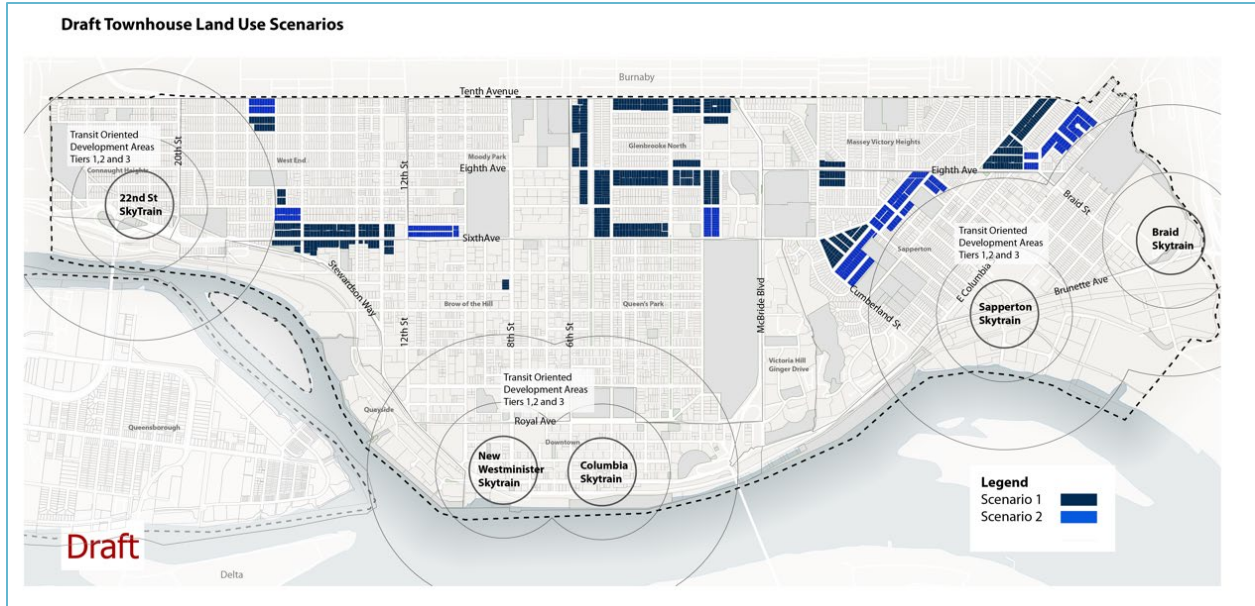 Draft Townhouse Land Use Scenarios
Burnaby
Tenth Avenue
Transit Oriented
Development Areas
Tiers 1,2 and 3
20th St
Connaught Heights
22nd St
SkyTrain
West End
12th St
Moody Park
Eighth Ave
Glenbrooke North
Massey Victory Heights
Eighth Ave
Braid St
Braid
Skytrain
SixthAve
Transit Oriented
Development Areas
Tiers 1,2 and 3
Sapperton
E Columbia
Brunette Ave
Sapperton
Skytrain
Cumberland St
Stewardson Way
Brow of the Hill
Queen's Park
McBride Blvd
12th St
8th St
6th St
Victoria Hill
Ginger Drive
Transit Oriented
Development Areas
Tiers 1,2 and 3
Quayside
Royal Ave
Downtown
Queensborough
New
Westminister
Skytrain
Columbia
Skytrain
Legend
Scenario 1
Scenario 2
Draft
Delta